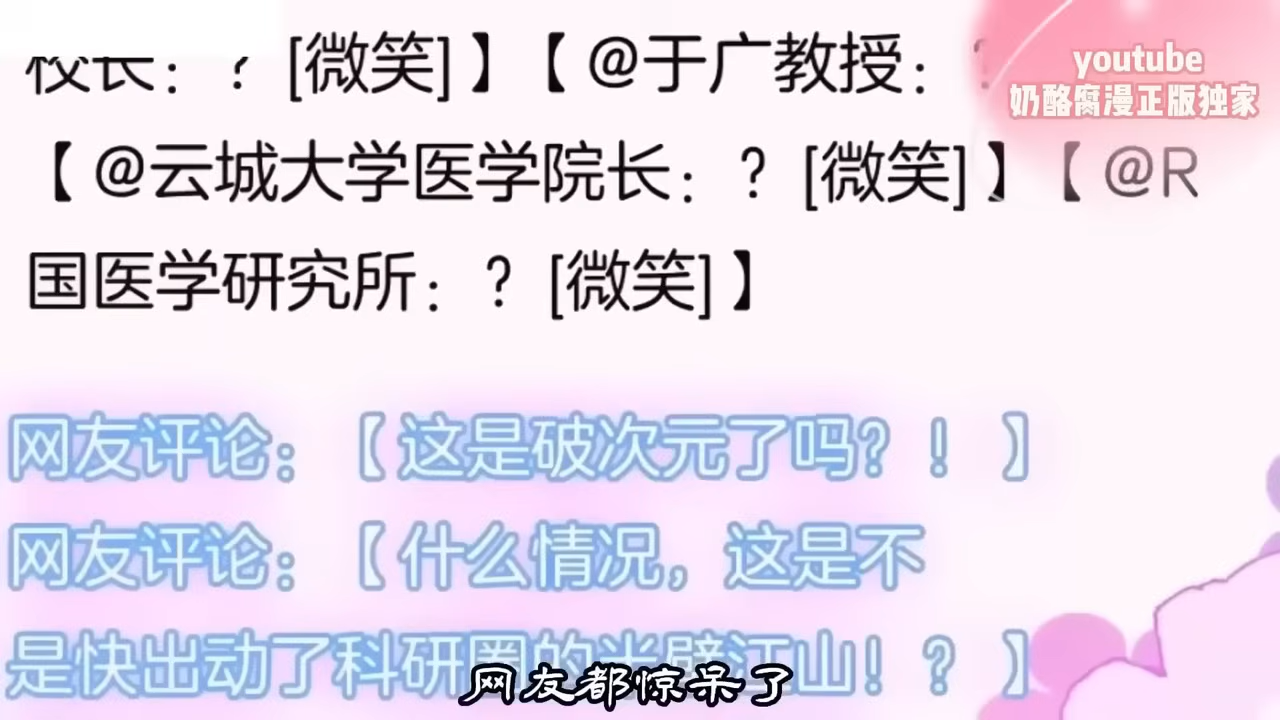 校长：？[微笑]】【@于广教授：？
【@云城大学医学院长：？[微笑]】【@R
国医学研究所：？[微笑]】
youtube
奶酪腐漫正版独家
网友评论：【这是破次元了吗？！】
网友评论：【什么情况，这是不
是快出动了科研圈的半壁江山！？】
网友都惊呆了